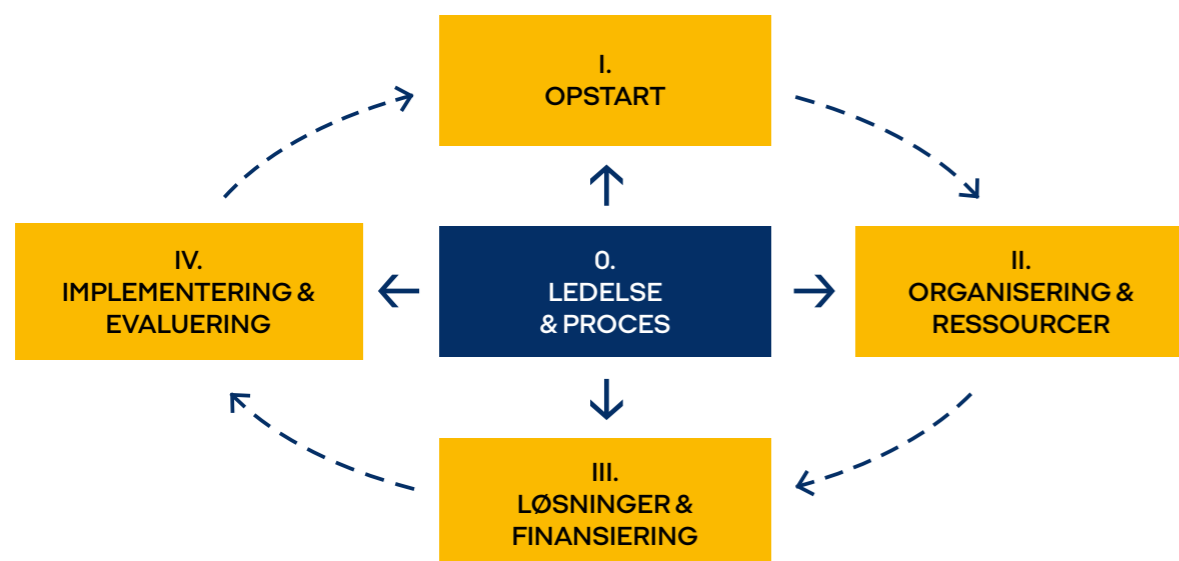 I.
OPSTART
IV.
IMPLEMENTERING &
EVALUERING
0.
LEDELSE
& PROCES
II.
ORGANISERING &
RESSOURCER
III.
LØSNINGER &
FINANSIERING